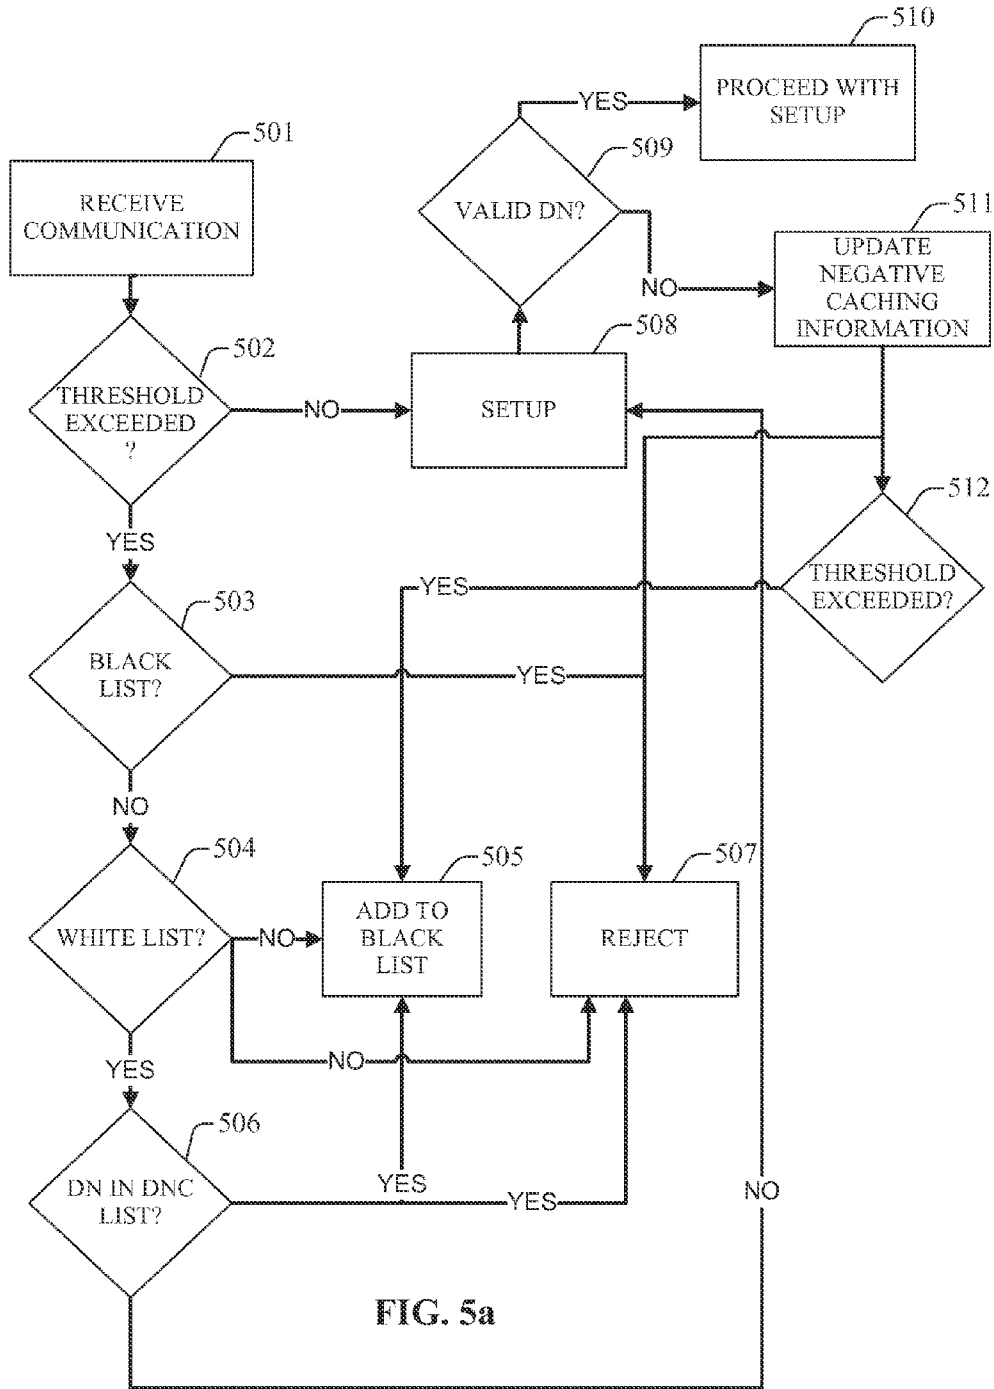 510
PROCEED WITH
SETUP
YES
501
RECEIVE
COMMUNICATION
509
VALID DN?
511
UPDATE
NEGATIVE
CACHING
INFORMATION
NO
502
THRESHOLD
EXCEEDED
?
NO
508
SETUP
512
THRESHOLD
EXCEEDED?
YES
YES
503
BLACK
LIST?
YES
NO
504
WHITE LIST?
NO
505
ADD TO
BLACK
LIST
507
REJECT
NO
YES
506
DN IN DNC
LIST?
YES
YES
NO
FIG. 5a